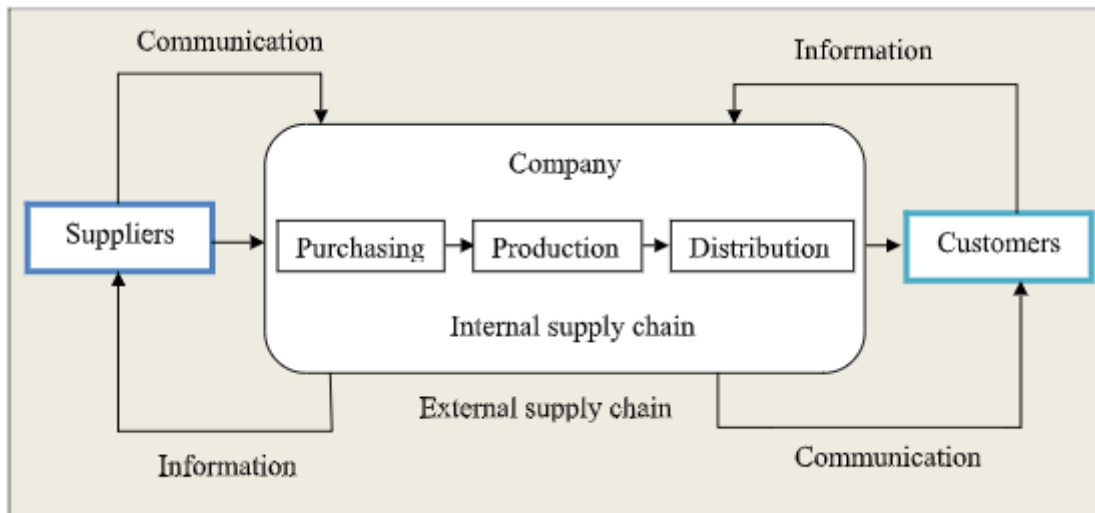 Communication
Information
Company
Suppliers
Purchasing
Production
Distribution
Customers
Internal supply chain
External supply chain
Information
Communication